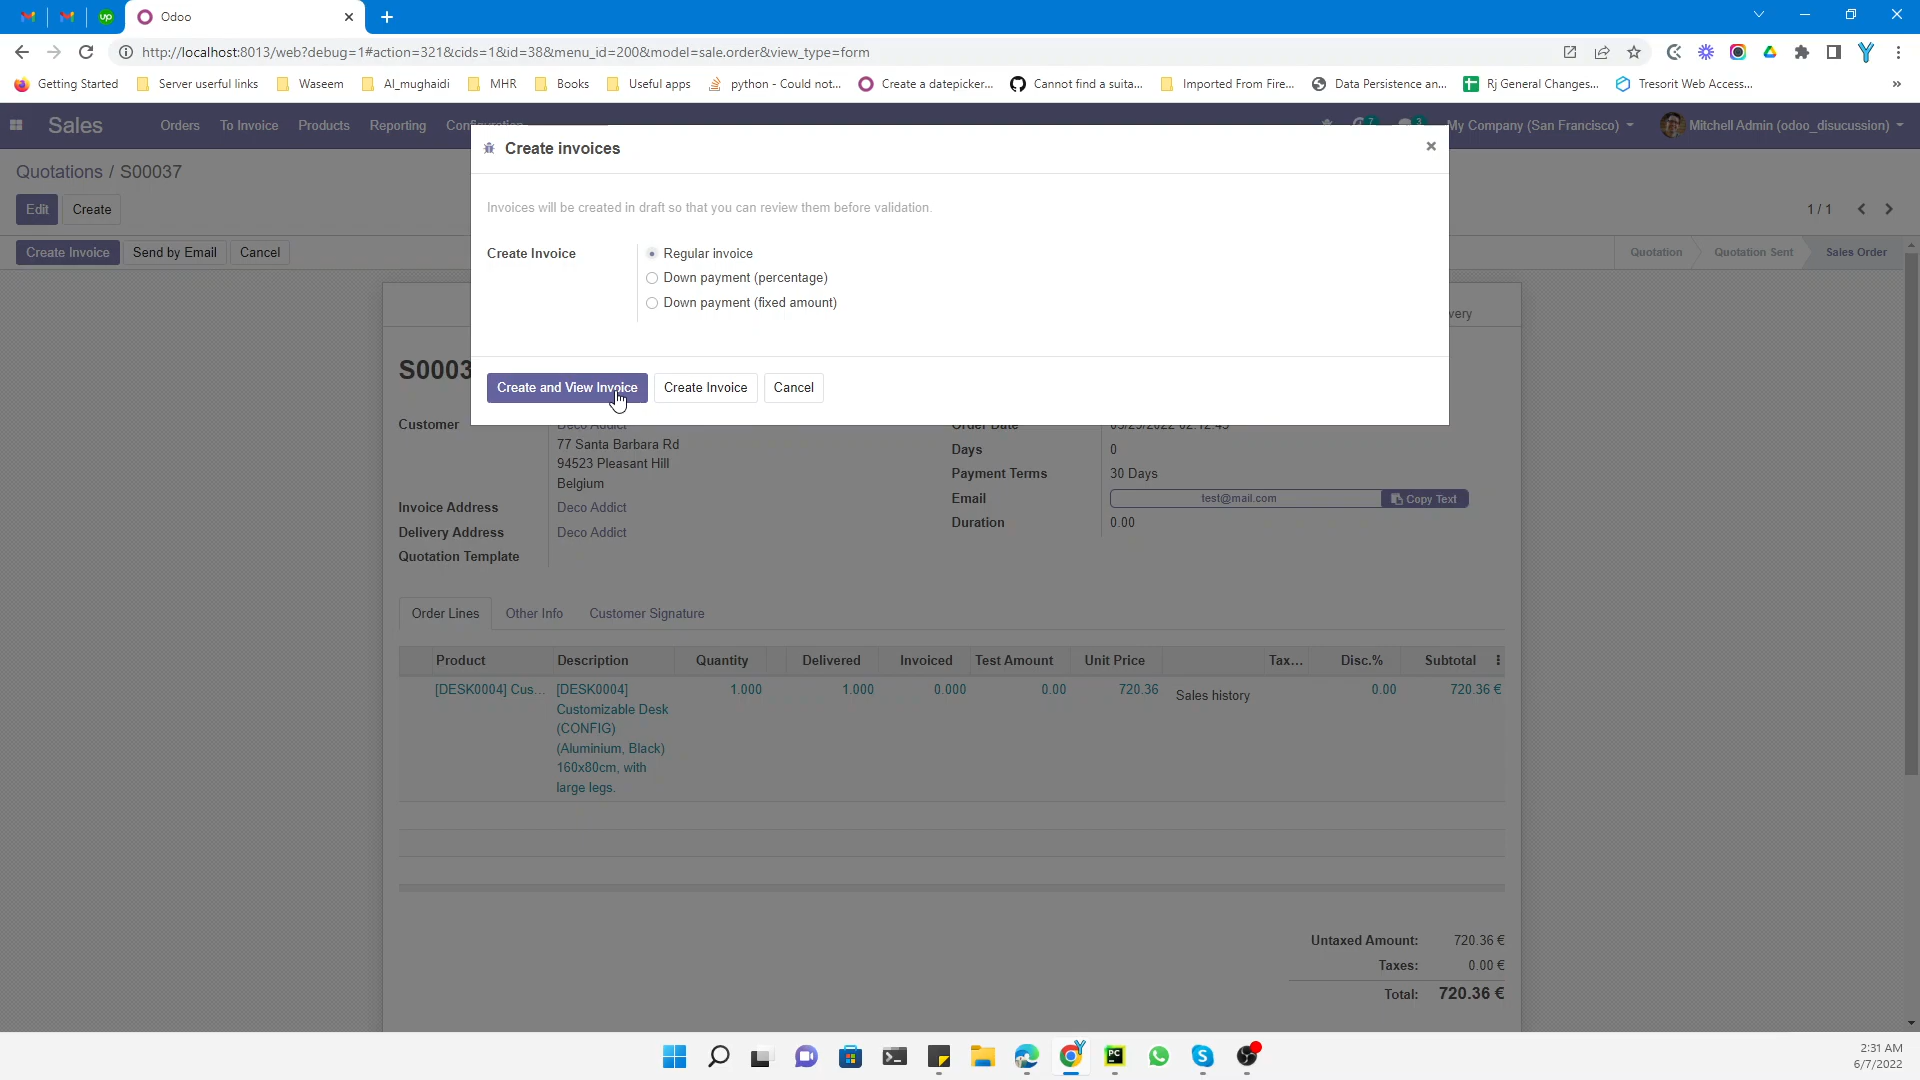 Odoo
http://localhost:8013/web?debug=1#action=321&cids=1&id=38&menu_id=200&model=sale.order&view_type=form
Getting Started Server userful links Waseem Al_mughaidi MHR Books Useful apps python - Could not... Create a datepicker... Cannot find a suita... Imported From Fire... Data Persistence an... Rj General Changes... Tresorit Web Access... »
Sales Orders To Invoice Products Reporting 7 3 My Company (San Francisco) Mitchell Admin (odoo_disucussion)
Create invoices
Quotations / S00037
Edit Create
1 / 1
Invoices will be created in draft so that you can review them before validation.
Create Invoice Send by Email Cancel
Quotation Quotation Sent Sales Order
Create Invoice
Regular invoice
Down payment (percentage)
Down payment (fixed amount)
very
S0003
Create and View Invoice Create Invoice Cancel
Customer
77 Santa Barbara Rd
94523 Pleasant Hill
Belgium
Invoice Address Deco Addict
Delivery Address Deco Addict
Quotation Template
Days 0
Payment Terms 30 Days
Email test@mail.com Copy Text
Duration 0.00
Order Lines Other Info Customer Signature
Product Description Quantity Delivered Invoiced Test Amount Unit Price Tax... Disc.% Subtotal
[DESK0004] Cus... [DESK0004] 1.000 1.000 0.000 0.00 720.36 Sales history 0.00 720.36 €
Customizable Desk
(CONFIG)
(Aluminium, Black)
160x80cm, with
large legs.
Untaxed Amount: 720.36 €
Taxes: 0.00 €
Total: 720.36 €
2:31 AM
6/7/2022